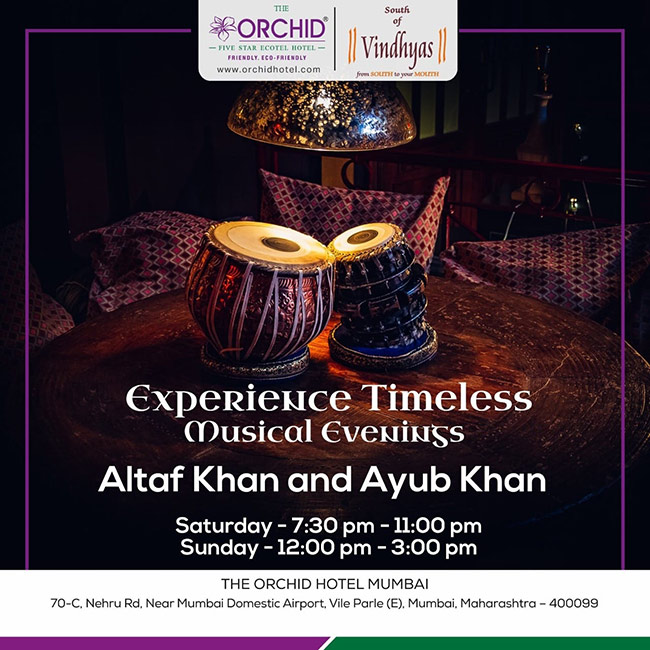 THE
ORCHID®
FIVE STAR ECOTEL HOTEL
FRIENDLY. ECO-FRIENDLY
www.orchidhotel.com
South
of
Vindhyas
from SOUTH to your MOUTH
Experience Timeless
Musical Evenings
Altaf Khan and Ayub Khan
Saturday - 7:30 pm - 11:00 pm
Sunday - 12:00 pm - 3:00 pm
THE ORCHID HOTEL MUMBAI
70-C, Nehru Rd, Near Mumbai Domestic Airport, Vile Parle (E), Mumbai, Maharashtra – 400099